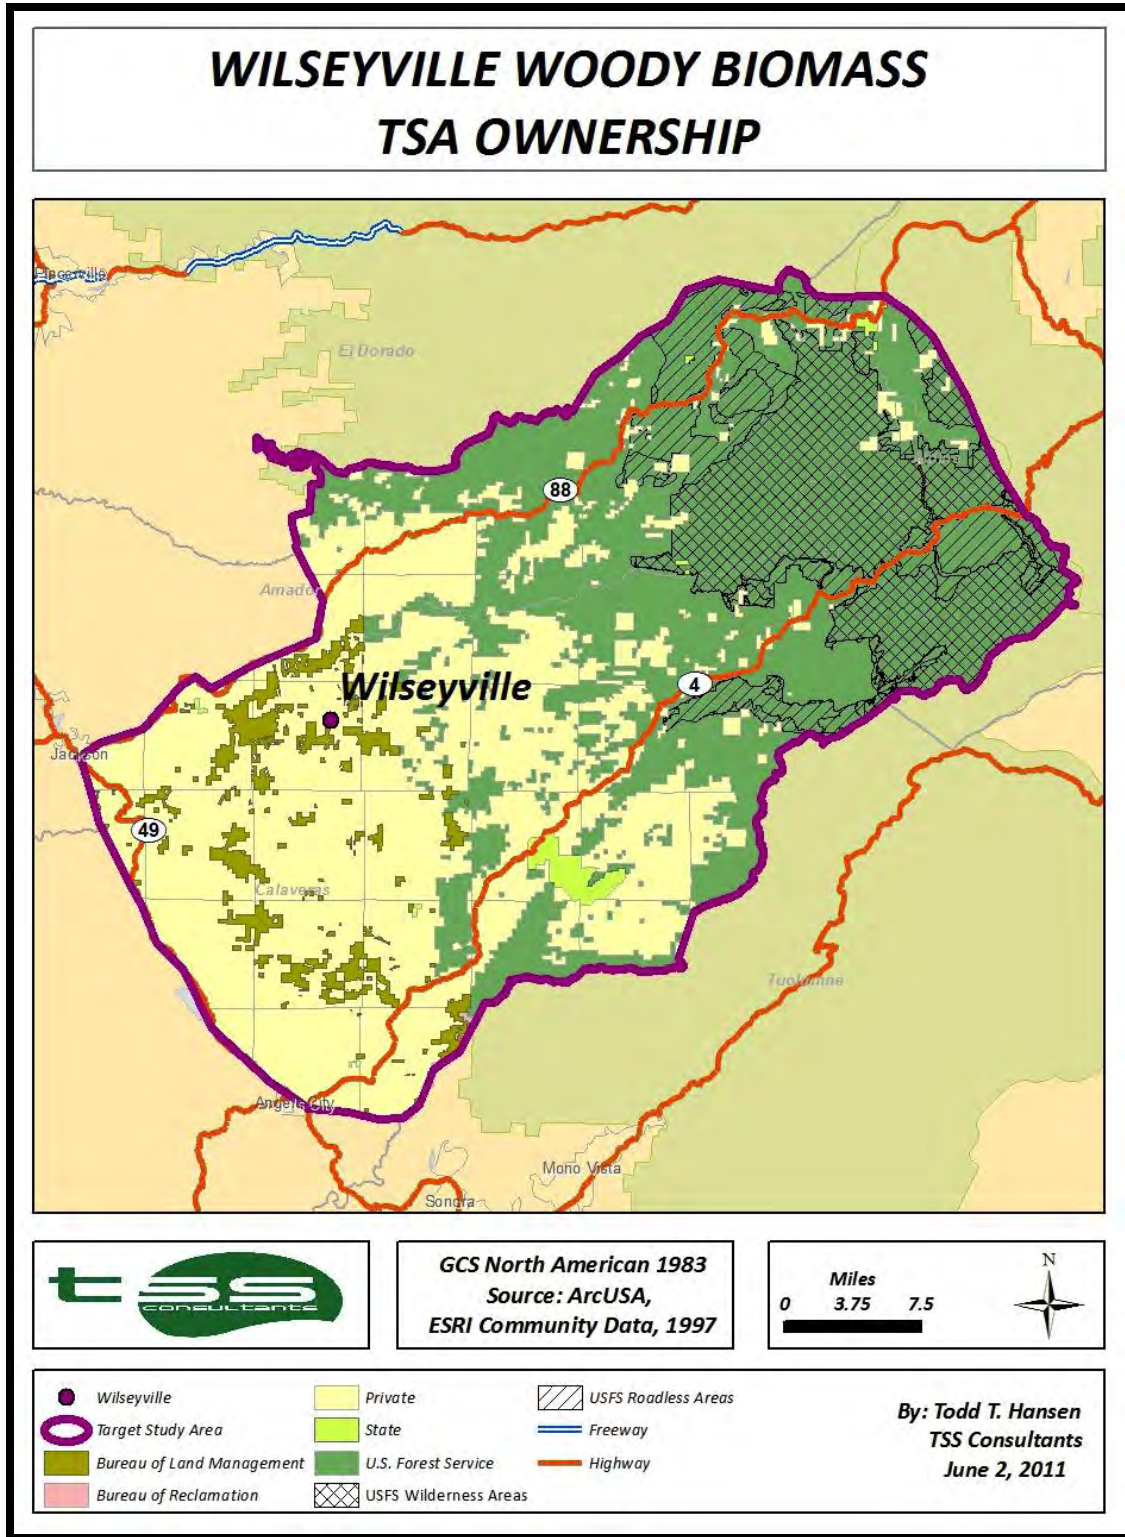 WILSEYVILLE WOODY BIOMASS
TSA OWNERSHIP
Placerville
El Dorado
Alpine
88
Amador
Wilseyville
4
Jackson
49
Calaveras
Tuolumne
Angels City
Mono Vista
Sonora
tss
consultants
GCS North American 1983
Source: ArcUSA,
ESRI Community Data, 1997
Miles
0 3.75 7.5
N
Wilseyville
Target Study Area
Bureau of Land Management
Bureau of Reclamation
Private
State
U.S. Forest Service
USFS Wilderness Areas
USFS Roadless Areas
Freeway
Highway
By: Todd T. Hansen
TSS Consultants
June 2, 2011